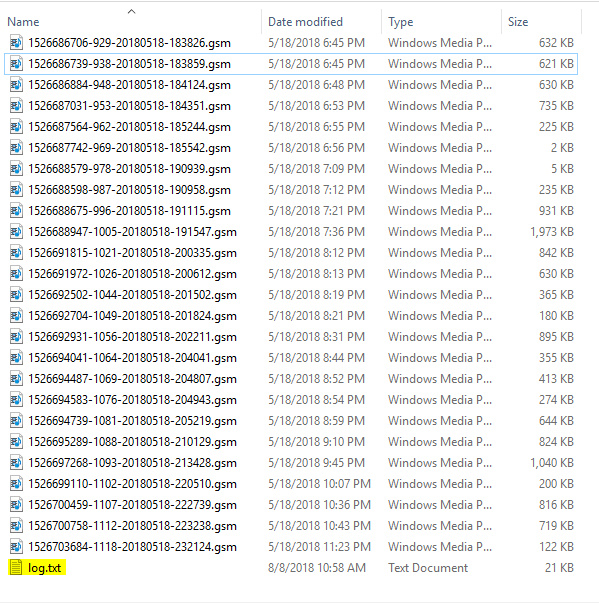 Name Date modified Type Size
1526686706-929-20180518-183826.gsm 5/18/2018 6:45 PM Windows Media P... 632 KB
1526686739-938-20180518-183859.gsm 5/18/2018 6:45 PM Windows Media P... 621 KB
1526686884-948-20180518-184124.gsm 5/18/2018 6:48 PM Windows Media P... 630 KB
1526687031-953-20180518-184351.gsm 5/18/2018 6:53 PM Windows Media P... 735 KB
1526687564-962-20180518-185244.gsm 5/18/2018 6:55 PM Windows Media P... 225 KB
1526687742-969-20180518-185542.gsm 5/18/2018 6:56 PM Windows Media P... 2 KB
1526688579-978-20180518-190939.gsm 5/18/2018 7:09 PM Windows Media P... 5 KB
1526688598-987-20180518-190958.gsm 5/18/2018 7:12 PM Windows Media P... 235 KB
1526688675-996-20180518-191115.gsm 5/18/2018 7:21 PM Windows Media P... 931 KB
1526688947-1005-20180518-191547.gsm 5/18/2018 7:36 PM Windows Media P... 1,973 KB
1526691815-1021-20180518-200335.gsm 5/18/2018 8:12 PM Windows Media P... 842 KB
1526691972-1026-20180518-200612.gsm 5/18/2018 8:13 PM Windows Media P... 630 KB
1526692502-1044-20180518-201502.gsm 5/18/2018 8:19 PM Windows Media P... 365 KB
1526692704-1049-20180518-201824.gsm 5/18/2018 8:21 PM Windows Media P... 180 KB
1526692931-1056-20180518-202211.gsm 5/18/2018 8:31 PM Windows Media P... 895 KB
1526694041-1064-20180518-204041.gsm 5/18/2018 8:44 PM Windows Media P... 355 KB
1526694487-1069-20180518-204807.gsm 5/18/2018 8:52 PM Windows Media P... 413 KB
1526694583-1076-20180518-204943.gsm 5/18/2018 8:54 PM Windows Media P... 274 KB
1526694739-1081-20180518-205219.gsm 5/18/2018 8:59 PM Windows Media P... 644 KB
1526695289-1088-20180518-210129.gsm 5/18/2018 9:10 PM Windows Media P... 824 KB
1526697268-1093-20180518-213428.gsm 5/18/2018 9:45 PM Windows Media P... 1,040 KB
1526699110-1102-20180518-220510.gsm 5/18/2018 10:07 PM Windows Media P... 200 KB
1526700459-1107-20180518-222739.gsm 5/18/2018 10:36 PM Windows Media P... 816 KB
1526700758-1112-20180518-223238.gsm 5/18/2018 10:43 PM Windows Media P... 719 KB
1526703684-1118-20180518-232124.gsm 5/18/2018 11:23 PM Windows Media P... 122 KB
log.txt 8/8/2018 10:58 AM Text Document 21 KB